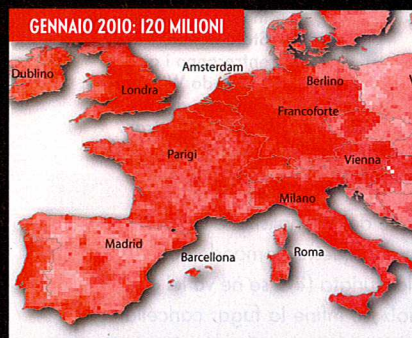 GENNAIO 2010: 120 MILIONI
Dublino
Amsterdam
Londra
Berlino
Francoforte
Parigi
Vienna
Milano
Madrid
Barcellona
Roma